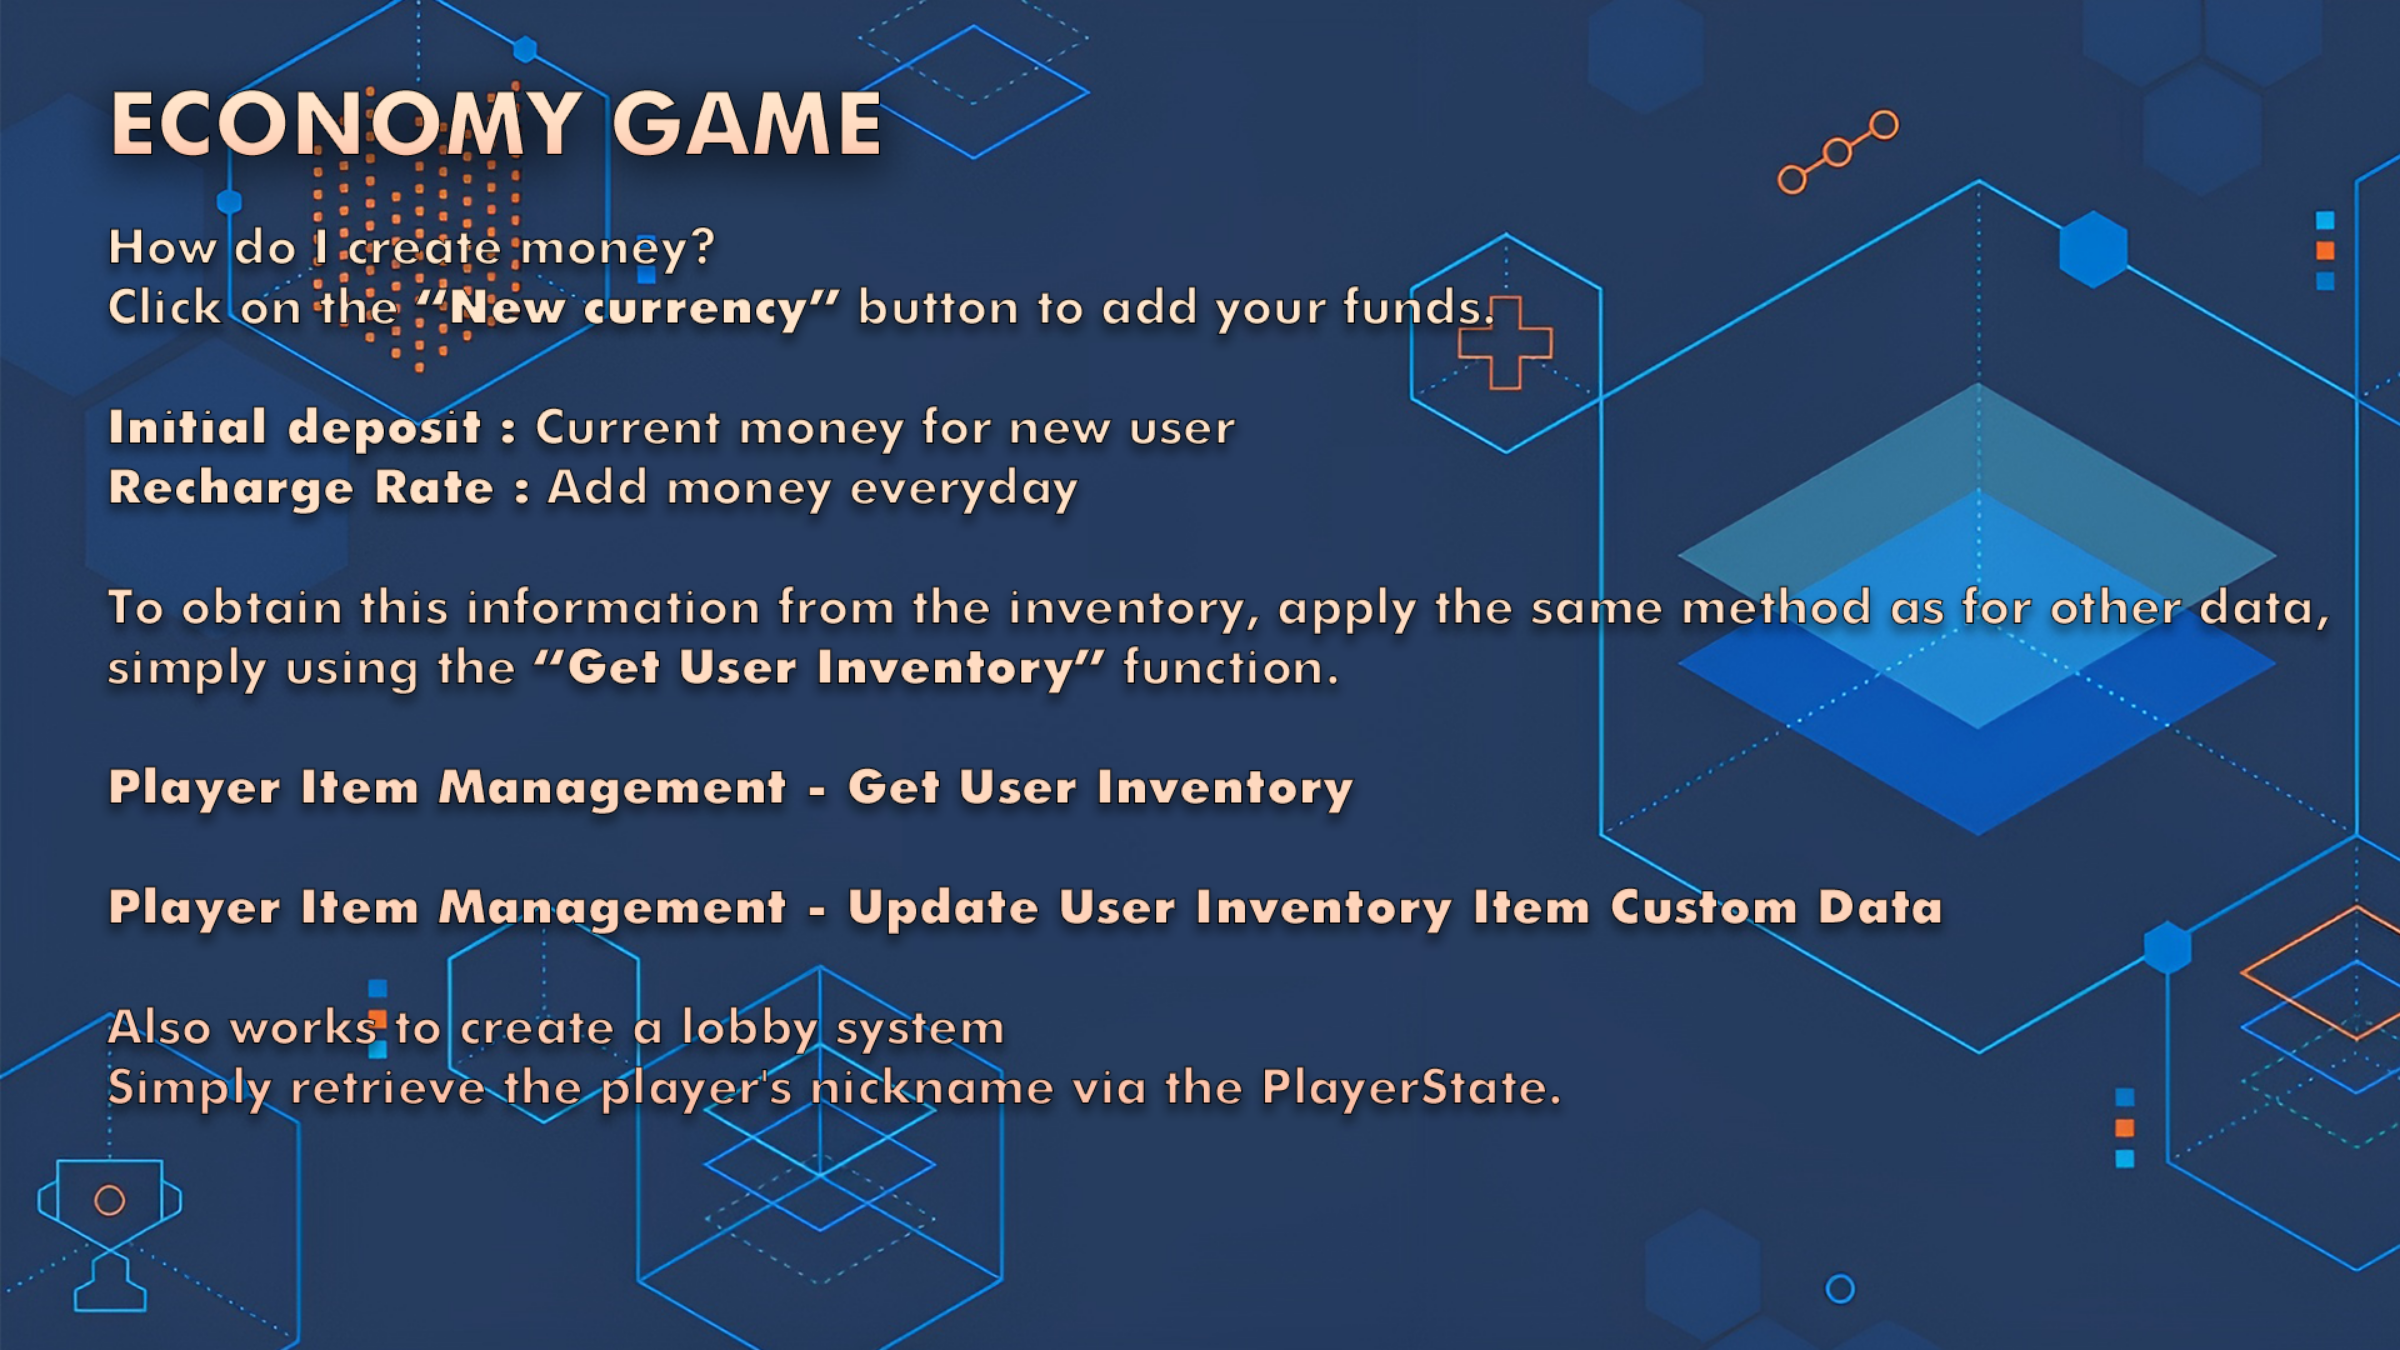 ECONOMY GAME
How do I create money?
Click on the “New currency” button to add your funds.
Initial deposit : Current money for new user
Recharge Rate : Add money everyday
To obtain this information from the inventory, apply the same method as for other data,
simply using the “Get User Inventory” function.
Player Item Management - Get User Inventory
Player Item Management - Update User Inventory Item Custom Data
Also works to create a lobby system
Simply retrieve the player's nickname via the PlayerState.